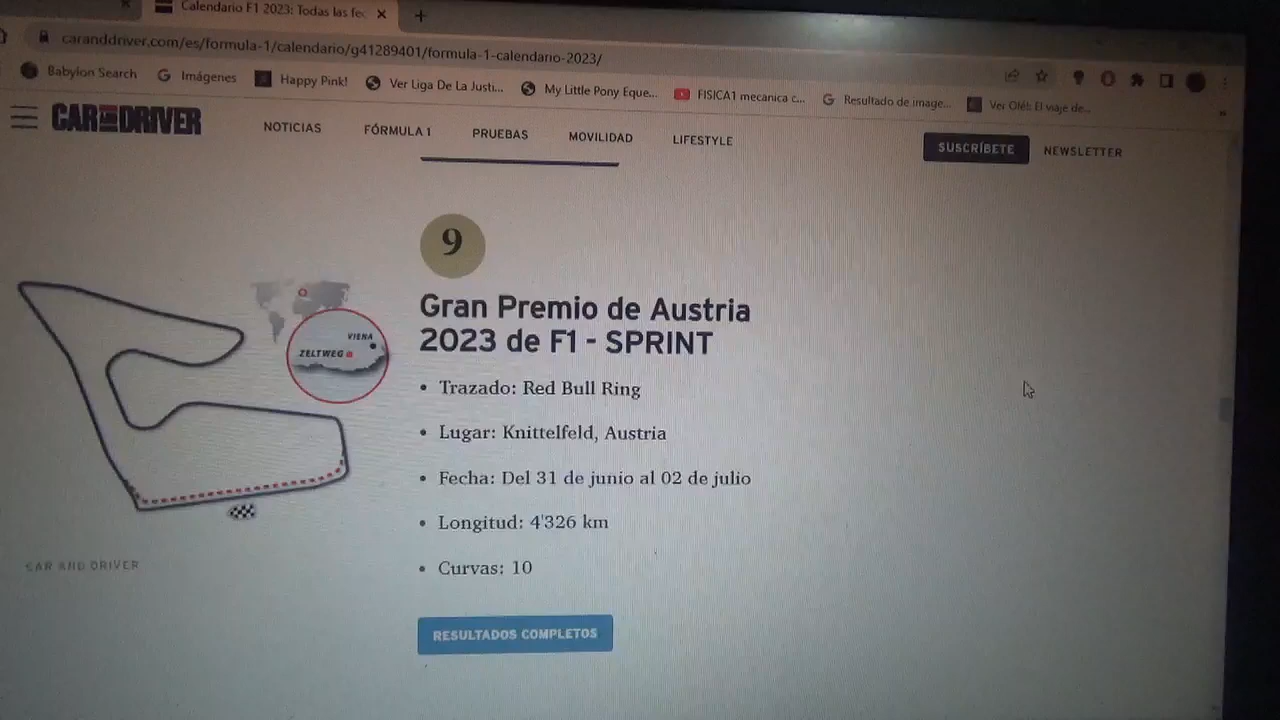 Calendario F1 2023: Todas las fec
caranddriver.com/es/formula-1/calendario/g41289401/formula-1-calendario-2023/
Babylon Search Imágenes Happy Pink! Ver Liga De La Justi... My Little Pony Eque... FISICA1 mecanica c... Resultado de image... Ver Olé!: El viaje de...
CAR AND DRIVER NOTICIAS FÓRMULA 1 PRUEBAS MOVILIDAD LIFESTYLE SUSCRÍBETE NEWSLETTER
9
Gran Premio de Austria
2023 de F1 - SPRINT
VIENA
ZELTWEG
• Trazado: Red Bull Ring
• Lugar: Knittelfeld, Austria
• Fecha: Del 31 de junio al 02 de julio
• Longitud: 4'326 km
• Curvas: 10
CAR AND DRIVER
RESULTADOS COMPLETOS